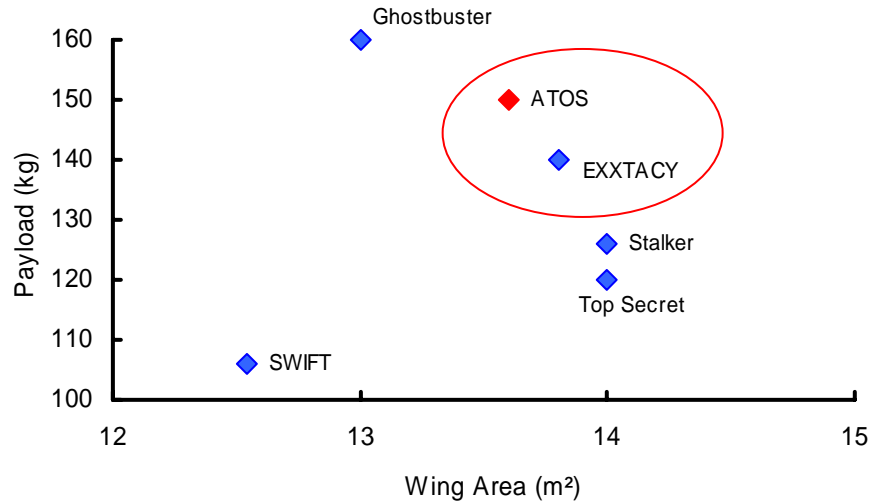 Ghostbuster
160
150
ATOS
140
EXXTACY
130
Stalker
120
Top Secret
110
SWIFT
100
12
13
14
15
Payload (kg)
Wing Area (m²)